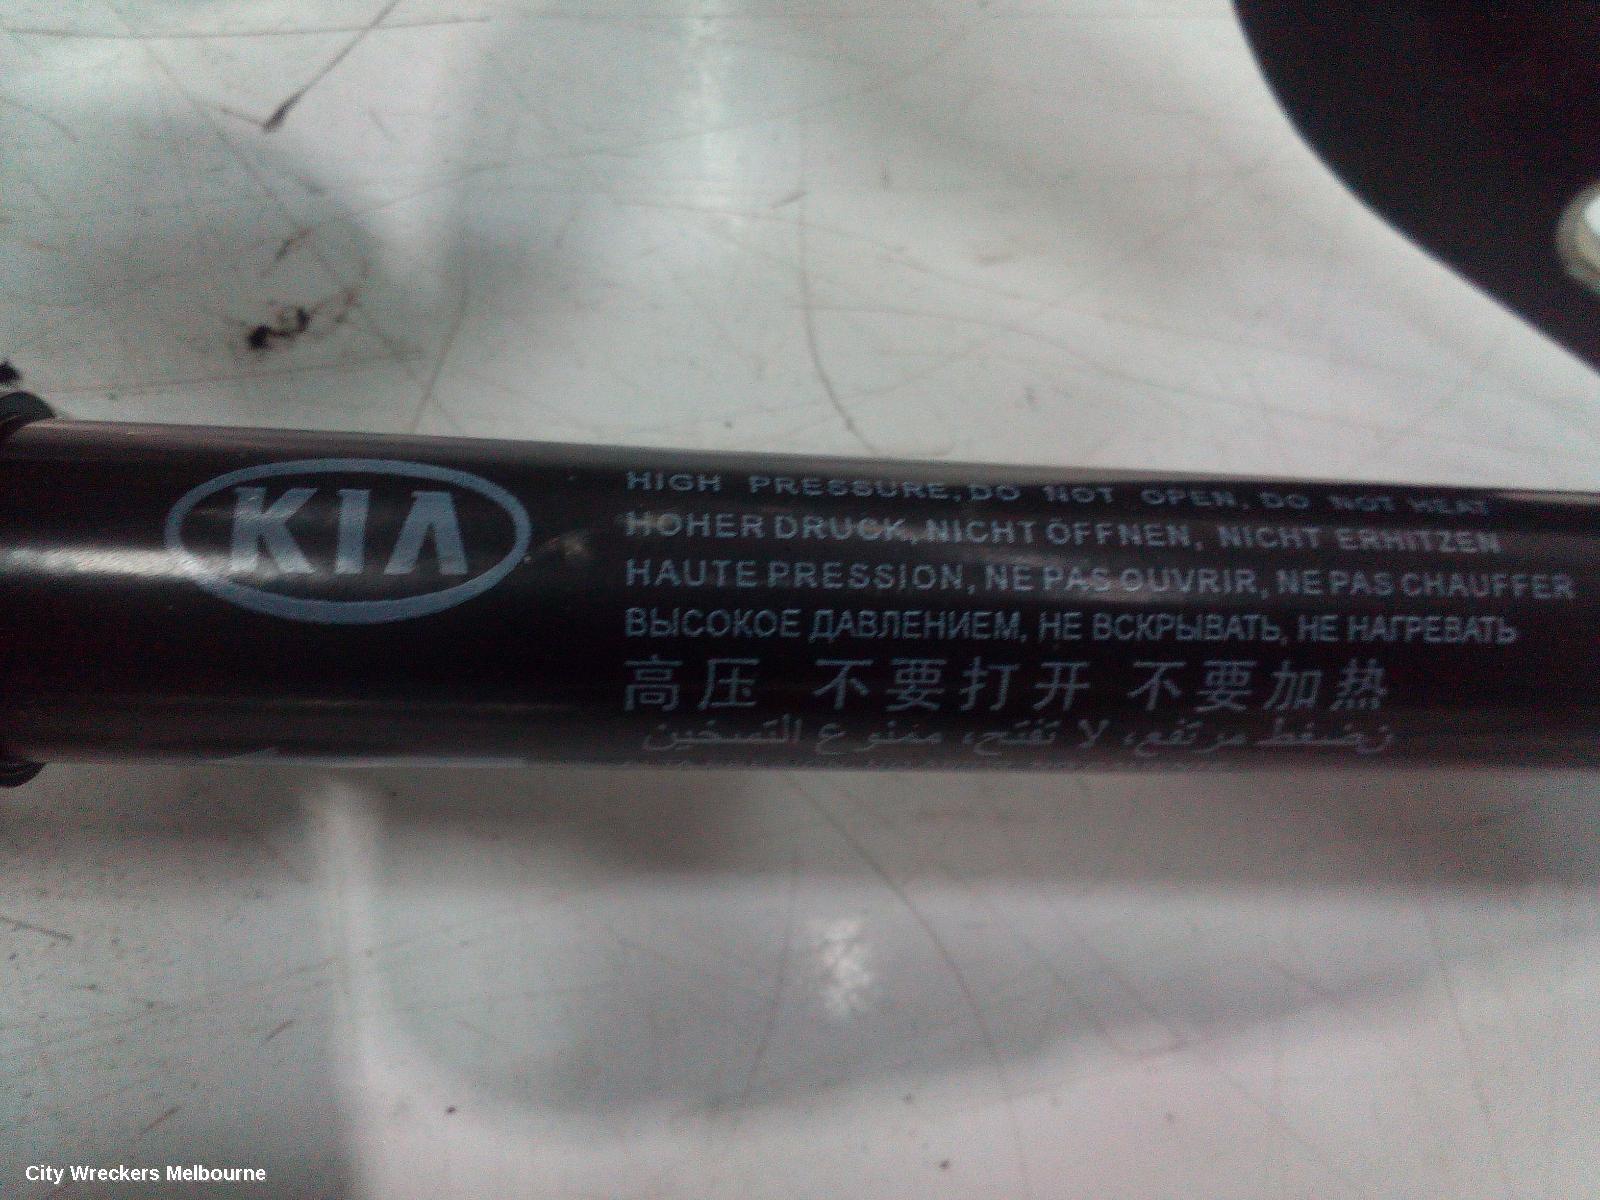 KIA
HIGH PRESSURE, DO NOT OPEN, DO NOT HEAT
HOHER DRUCK, NICHT ÖFFNEN, NICHT ERHITZEN
HAUTE PRESSION, NE PAS OUVRIR, NE PAS CHAUFFER
ВЫСОКОЕ ДАВЛЕНИЕМ, НЕ ВСКРЫВАТЬ, НЕ НАГРЕВАТЬ
高压 不要打开 不要加热
مرتفع، لا تفتح، ممنوع التسخين
City Wreckers Melbourne